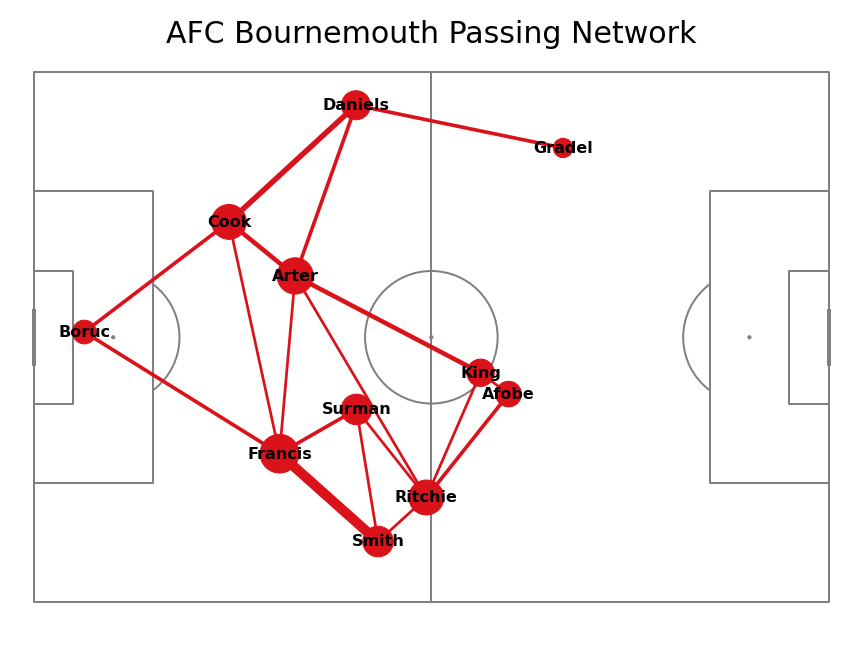 AFC Bournemouth Passing Network
Daniels
Gradel
Cook
Arter
Boruc
King
Afobe
Surman
Francis
Ritchie
Smith